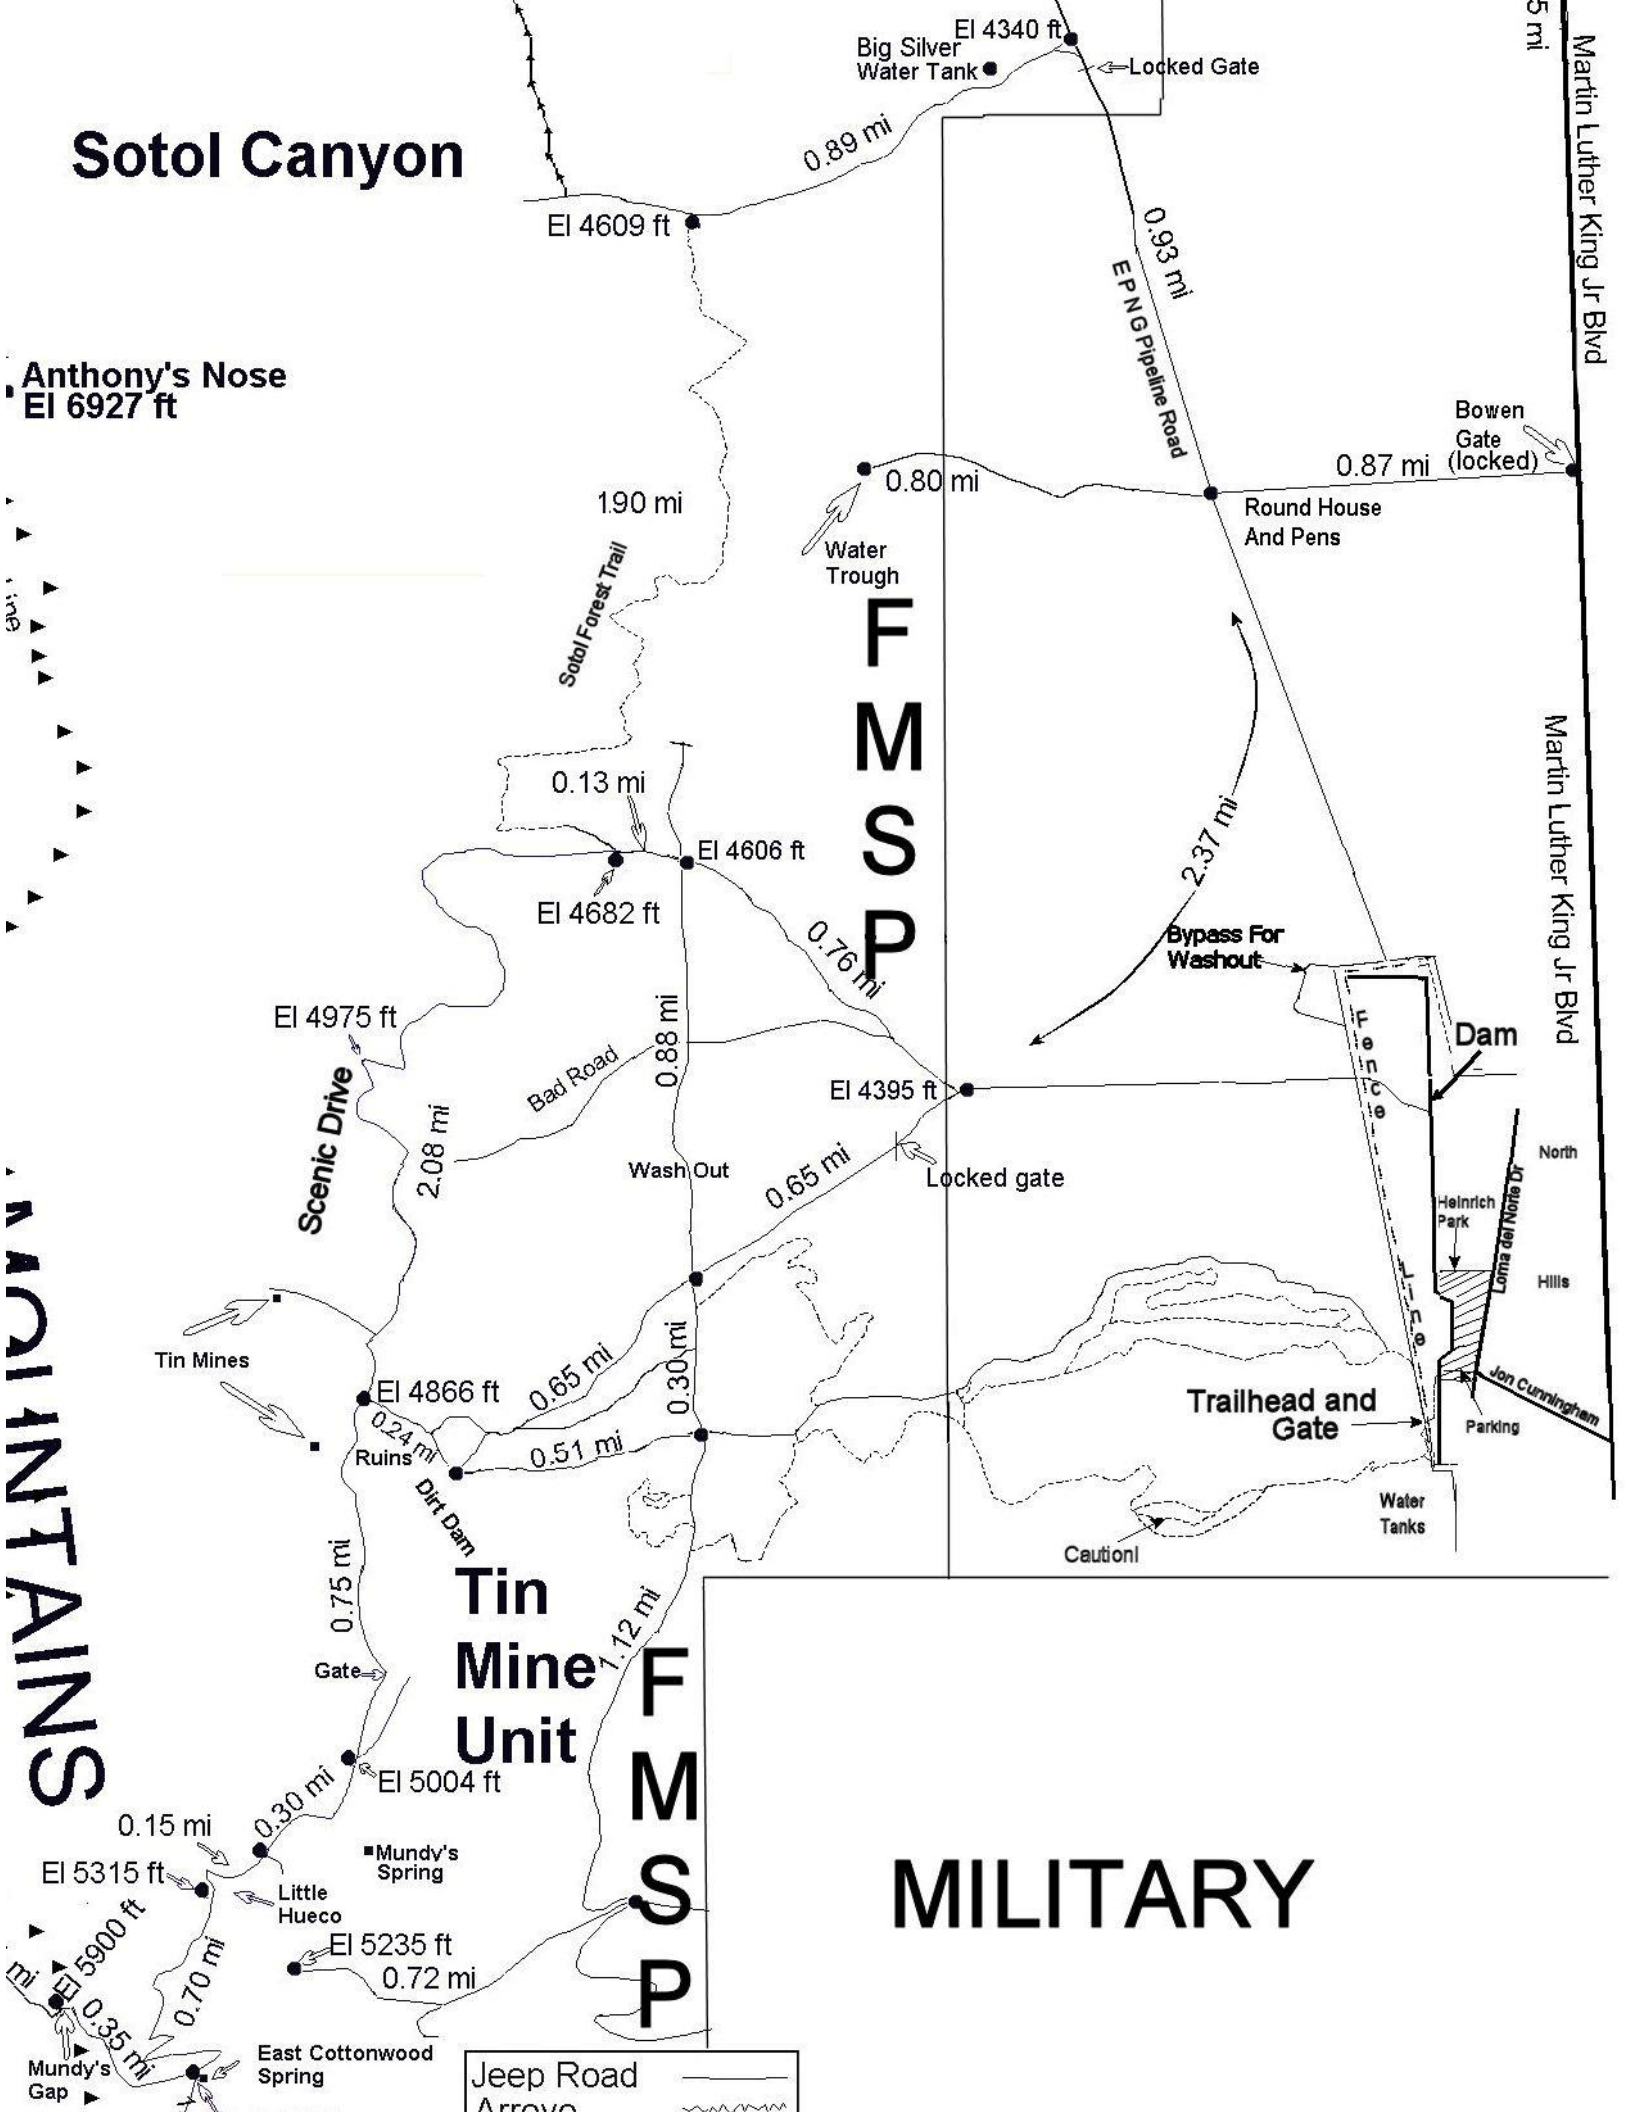 5 mi
El 4340 ft
Big Silver
Water Tank
Locked Gate
Martin Luther King Jr Blvd
Sotol Canyon
0.89 mi
El 4609 ft
0.93 mi
E P N G Pipeline Road
Anthony's Nose
El 6927 ft
Bowen
Gate
(locked)
0.87 mi
0.80 mi
Round House
And Pens
1.90 mi
Water
Trough
Sotol Forest Trail
F
M
S
P
0.13 mi
El 4606 ft
El 4682 ft
2.37 mi
Martin Luther King Jr Blvd
0.76 mi
Bypass For
Washout
El 4975 ft
0.88 mi
Fence Line
Dam
Bad Road
El 4395 ft
Scenic Drive
2.08 mi
Wash Out
0.65 mi
Locked gate
North
Heinrich
Park
Loma del Norte Dr
Hills
Tin Mines
El 4866 ft
0.65 mi
0.30 mi
Trailhead and
Gate
Jon Cunningham
Parking
0.24 mi
Ruins
0.51 mi
Dirt Dam
Water
Tanks
Caution!
MOUNTAINS
0.75 mi
Tin
Mine
Unit
1.12 mi
F
M
S
P
Gate
El 5004 ft
0.30 mi
0.15 mi
Mundy's
Spring
El 5315 ft
Little
Hueco
MILITARY
El 5900 ft
El 5235 ft
0.72 mi
mi
0.70 mi
0.35 mi
Mundy's
Gap
East Cottonwood
Spring
Jeep Road
Arroyo